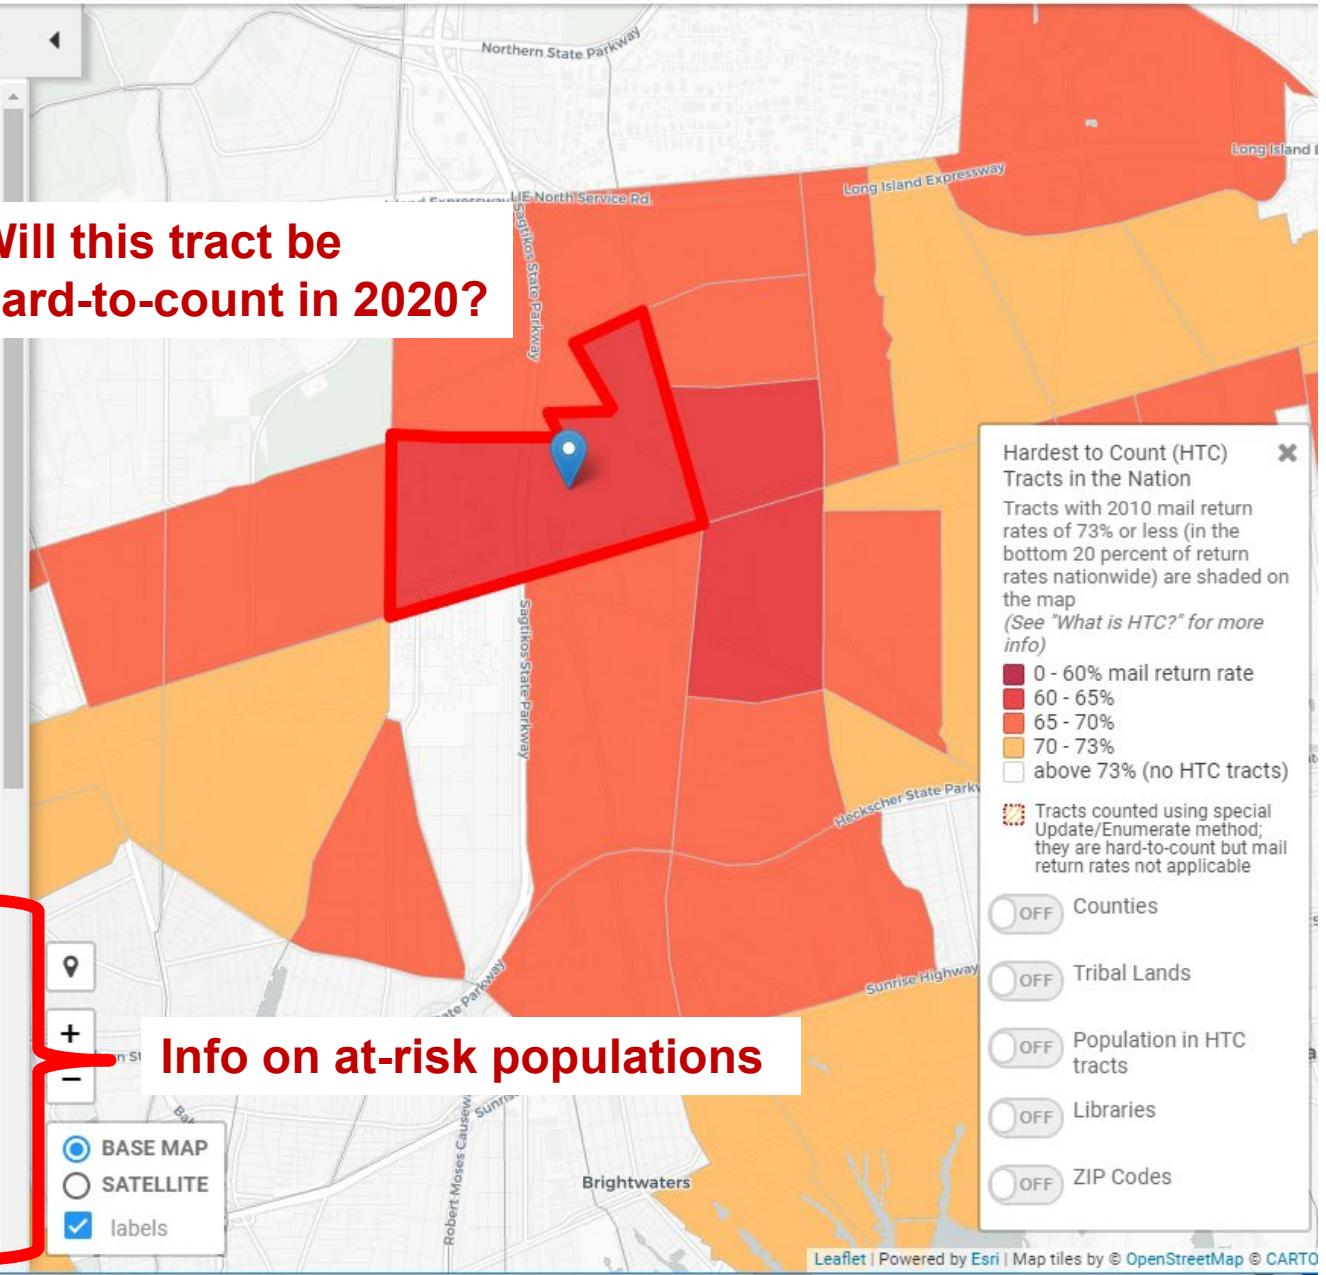 Northern State Parkway
Long Island
LIE North Service Rd.
Long Island Expressway
Sagtikos State Parkway
Will this tract be
hard-to-count in 2020?
Hardest to Count (HTC)
Tracts in the Nation
Tracts with 2010 mail return
rates of 73% or less (in the
bottom 20 percent of return
rates nationwide) are shaded on
the map
(See "What is HTC?" for more
info)
0 - 60% mail return rate
60 - 65%
65 - 70%
70 - 73%
above 73% (no HTC tracts)
Tracts counted using special
Update/Enumerate method;
they are hard-to-count but mail
return rates not applicable
OFF Counties
OFF Tribal Lands
OFF Population in HTC
tracts
OFF Libraries
OFF ZIP Codes
Sagtikos State Parkway
Heckscher State
Sunrise Highway
State Parkway
+
−
Info on at-risk populations
BASE MAP
SATELLITE
labels
Robert Moses
Brightwaters
Leaflet | Powered by Esri | Map tiles by © OpenStreetMap © CARTO